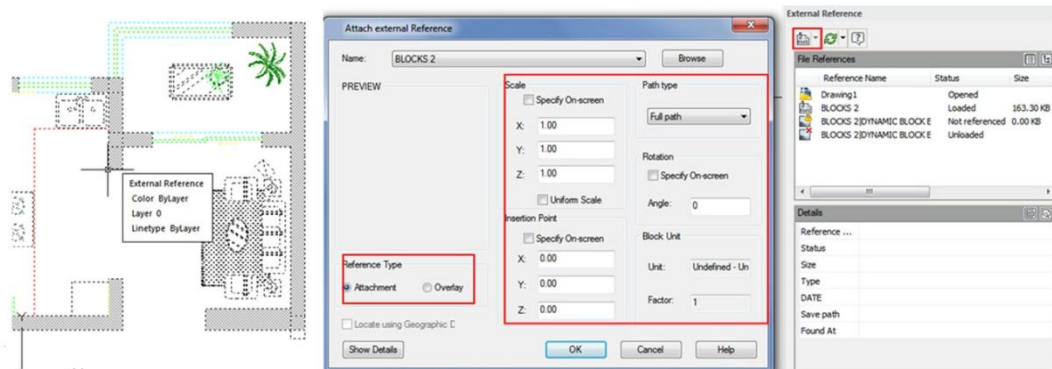 External Reference
Color ByLayer
Layer 0
Linetype ByLayer
Y
Attach external Reference
Name: BLOCKS 2 Browse
PREVIEW
Reference Type
Attachment Overlay
Locate using Geographic D
Show Details
Scale
Specify On-screen
X: 1.00
Y: 1.00
Z: 1.00
Uniform Scale
Insertion Point
Specify On-screen
X: 0.00
Y: 0.00
Z: 0.00
Path type
Full path
Rotation
Specify On-screen
Angle: 0
Block Unit
Unit: Undefined - Un
Factor: 1
OK Cancel Help
External Reference
File References
Reference Name Status Size
Drawing1 Opened
BLOCKS 2 Loaded 163.30 KB
BLOCKS 2|DYNAMIC BLOCK E Not referenced 0.00 KB
BLOCKS 2|DYNAMIC BLOCK E Unloaded
Details
Reference ...
Status
Size
Type
DATE
Save path
Found At